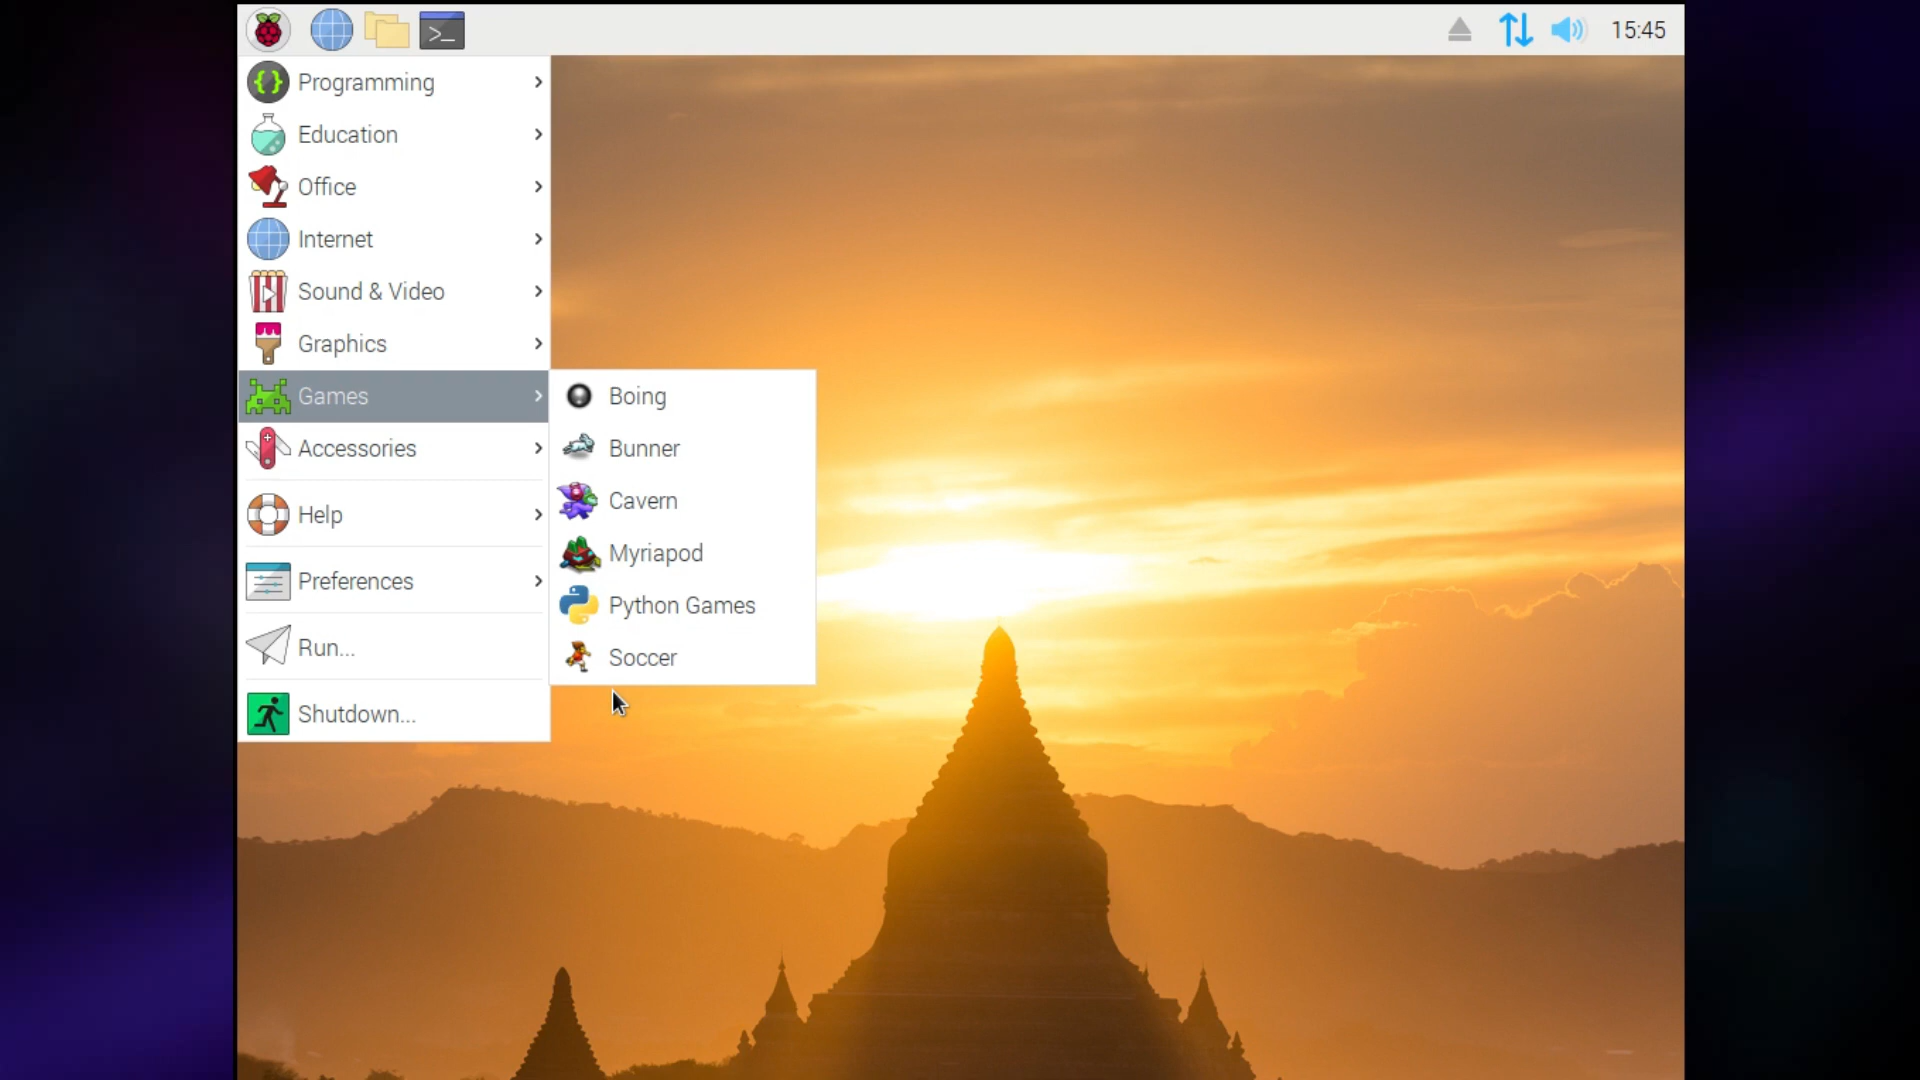 >_
15:45
Programming
Education
Office
Internet
Sound & Video
Graphics
Games
Accessories
Help
Preferences
Run...
Shutdown...
Boing
Bunner
Cavern
Myriapod
Python Games
Soccer